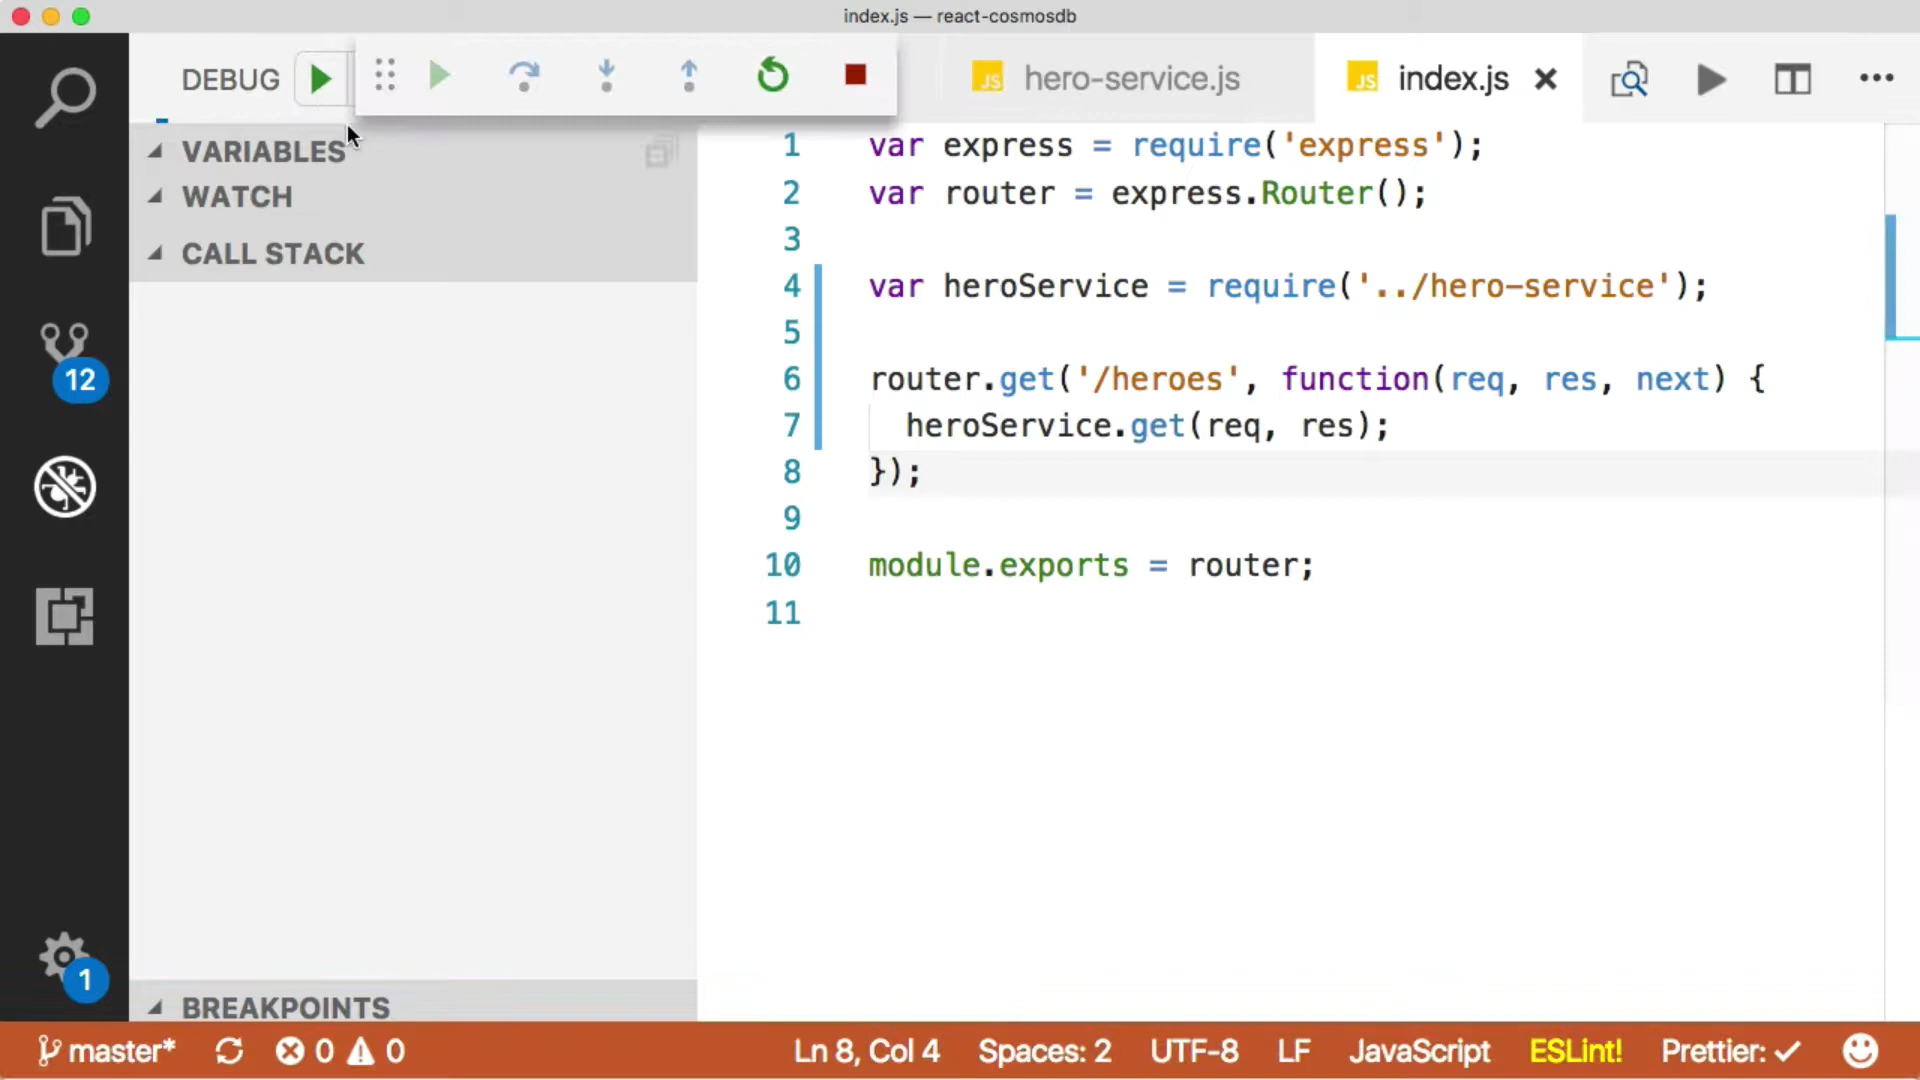 index.js — react-cosmosdb
DEBUG
JS hero-service.js
JS index.js
VARIABLES
WATCH
CALL STACK
1 var express = require('express');
2 var router = express.Router();
3
4 var heroService = require('../hero-service');
5
6 router.get('/heroes', function(req, res, next) {
7 heroService.get(req, res);
8 });
9
10 module.exports = router;
11
12
1
BREAKPOINTS
master* 0 0 Ln 8, Col 4 Spaces: 2 UTF-8 LF JavaScript ESLint! Prettier: ✓